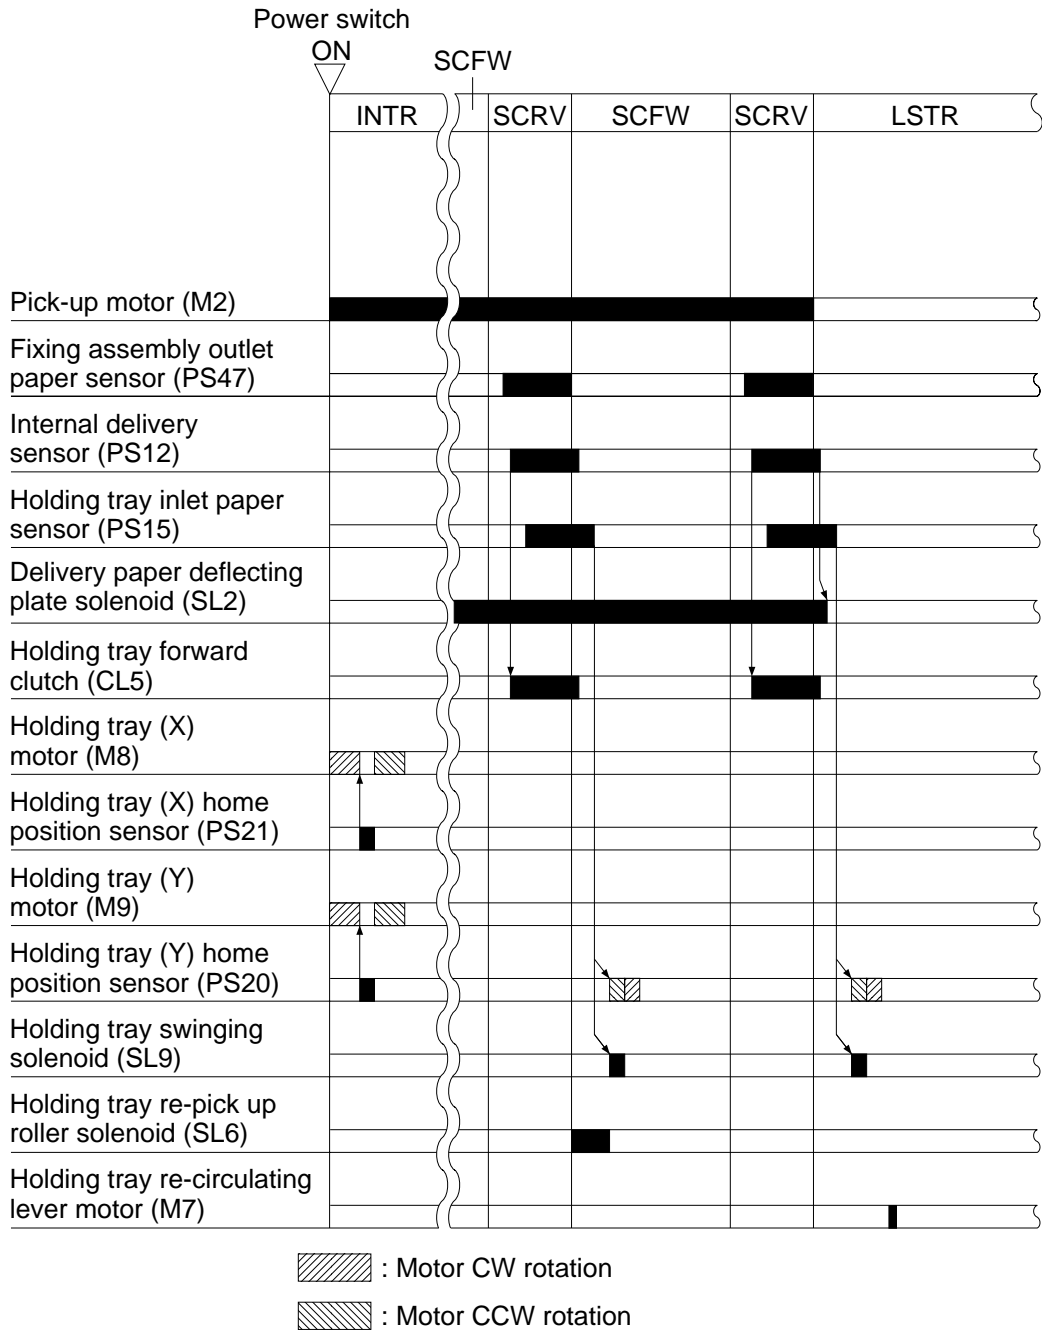 Power switch
ON
SCFW
INTR SCRV SCFW SCRV LSTR
Pick-up motor (M2)
Fixing assembly outlet
paper sensor (PS47)
Internal delivery
sensor (PS12)
Holding tray inlet paper
sensor (PS15)
Delivery paper deflecting
plate solenoid (SL2)
Holding tray forward
clutch (CL5)
Holding tray (X)
motor (M8)
Holding tray (X) home
position sensor (PS21)
Holding tray (Y)
motor (M9)
Holding tray (Y) home
position sensor (PS20)
Holding tray swinging
solenoid (SL9)
Holding tray re-pick up
roller solenoid (SL6)
Holding tray re-circulating
lever motor (M7)
: Motor CW rotation
: Motor CCW rotation